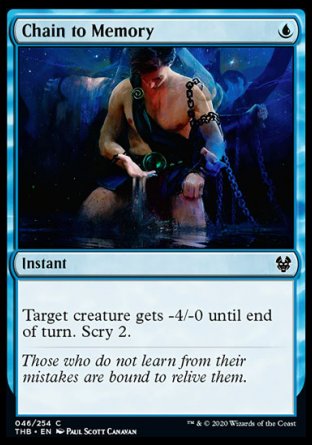 Chain to Memory
Instant
Target creature gets -4/-0 until end
of turn. Scry 2.
Those who do not learn from their
mistakes are bound to relive them.
046/254 C
THB • EN Paul Scott Canavan
™ & © 2020 Wizards of the Coast